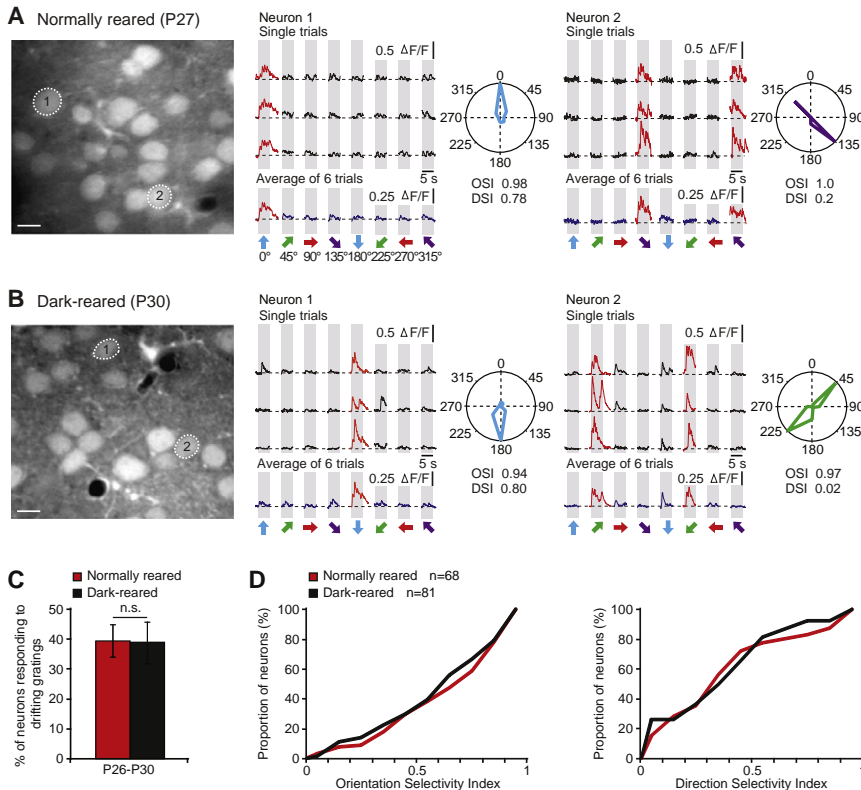 A Normally reared (P27)
1
2
Neuron 1
Single trials
0.5 ΔF/F
Average of 6 trials
5 s
0.25 ΔF/F
0° 45° 90° 135° 180° 225° 270° 315°
0
45
90
135
180
225
270
315
OSI 0.98
DSI 0.78
Neuron 2
Single trials
0.5 ΔF/F
Average of 6 trials
5 s
0.25 ΔF/F
0
45
90
135
180
225
270
315
OSI 1.0
DSI 0.2
B Dark-reared (P30)
1
2
Neuron 1
Single trials
0.5 ΔF/F
Average of 6 trials
5 s
0.25 ΔF/F
0
45
90
135
180
225
270
315
OSI 0.94
DSI 0.80
Neuron 2
Single trials
0.5 ΔF/F
Average of 6 trials
5 s
0.25 ΔF/F
0
45
90
135
180
225
270
315
OSI 0.97
DSI 0.02
C
Normally reared
Dark-reared
n.s.
% of neurons responding to
drifting gratings
50
40
30
20
10
0
P26-P30
D
Normally reared n=68
Dark-reared n=81
Proportion of neurons (%)
100
80
60
40
20
0
0 0.5 1
Orientation Selectivity Index
Proportion of neurons (%)
100
80
60
40
20
0
0 0.5 1
Direction Selectivity Index